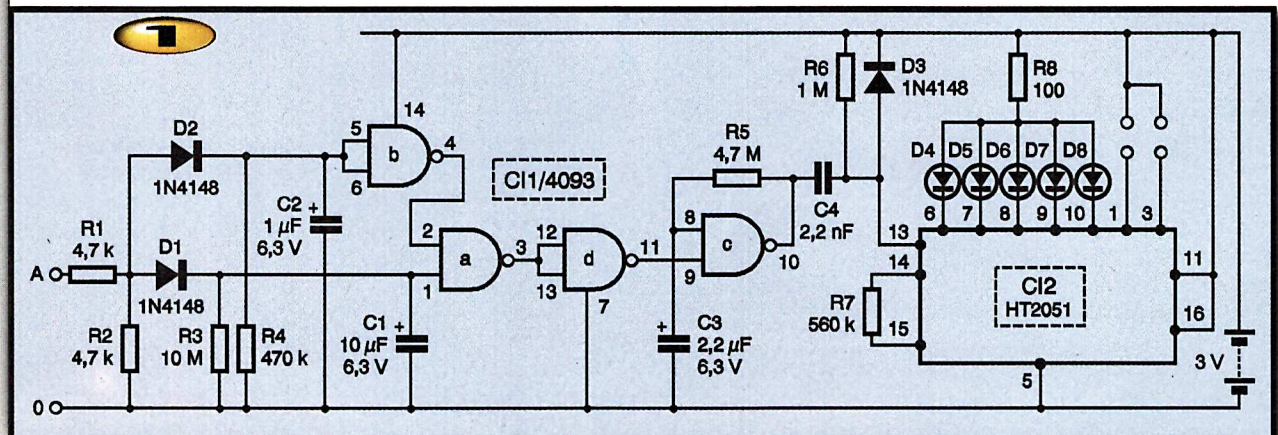 1
D2
1N4148
R1
4,7 k
A
D1
1N4148
R2
4,7 k
R3
10 M
R4
470 k
0
C2
+
1 µF
6,3 V
14
5
6
b
4
CI1/4093
2
1
a
3
12
13
d
11
7
C1
+
10 µF
6,3 V
R5
4,7 M
8
9
c
10
C3
+
2,2 µF
6,3 V
C4
2,2 nF
R6
1 M
D3
1N4148
R8
100
D4 D5 D6 D7 D8
6 7 8 9 10 1 3
13
14
15
R7
560 k
CI2
HT2051
11
16
5
3 V